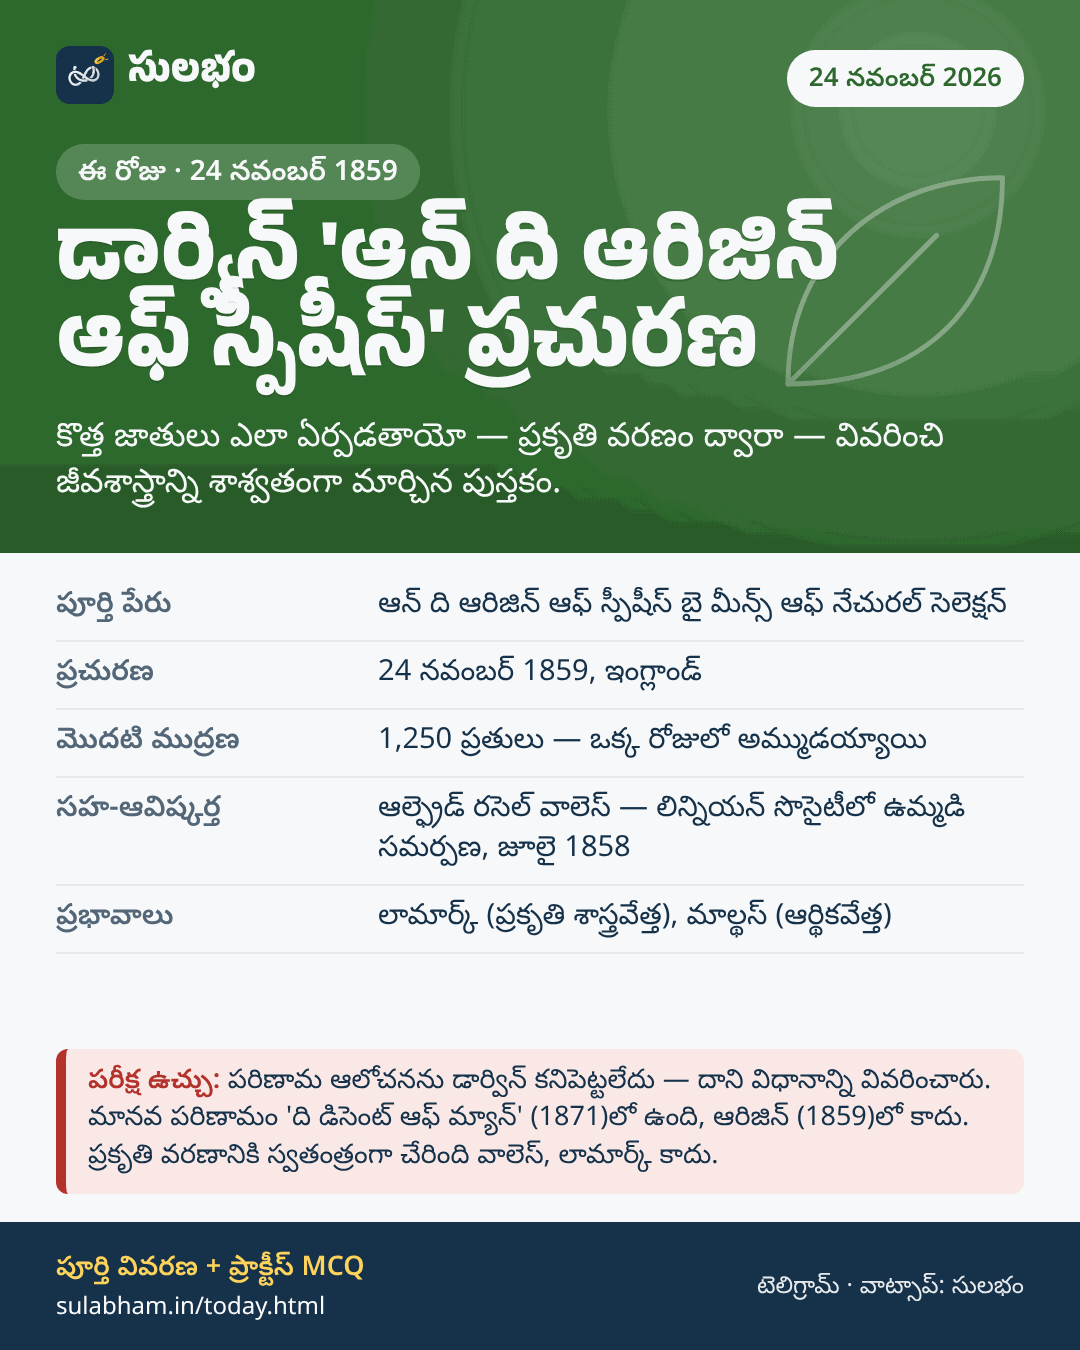 సులభం
24 నవంబర్ 2026
ఈ రోజు · 24 నవంబర్ 1859
డార్విన్ 'ఆన్ ది ఆరిజిన్
ఆఫ్ స్పీషీస్' ప్రచురణ
కొత్త జాతులు ఎలా ఏర్పడతాయో — ప్రకృతి వరణం ద్వారా — వివరించి
జీవశాస్త్రాన్ని శాశ్వతంగా మార్చిన పుస్తకం.
పూర్తి పేరు ఆన్ ది ఆరిజిన్ ఆఫ్ స్పీషీస్ బై మీన్స్ ఆఫ్ నేచురల్ సెలెక్షన్
ప్రచురణ 24 నవంబర్ 1859, ఇంగ్లాండ్
మొదటి ముద్రణ 1,250 ప్రతులు — ఒక్క రోజులో అమ్ముడయ్యాయి
సహ-ఆవిష్కర్త ఆల్ఫ్రెడ్ రసెల్ వాలెస్ — లిన్నియన్ సొసైటీలో ఉమ్మడి
సమర్పణ, జూలై 1858
ప్రభావాలు లామార్క్ (ప్రకృతి శాస్త్రవేత్త), మాల్థస్ (ఆర్థికవేత్త)
పరీక్ష ఉచ్చు: పరిణామ ఆలోచనను డార్విన్ కనిపెట్టలేదు — దాని విధానాన్ని వివరించారు.
మానవ పరిణామం 'ది డిసెంట్ ఆఫ్ మ్యాన్' (1871)లో ఉంది, ఆరిజిన్ (1859)లో కాదు.
ప్రకృతి వరణానికి స్వతంత్రంగా చేరింది వాలెస్, లామార్క్ కాదు.
పూర్తి వివరణ + ప్రాక్టీస్ MCQ
sulabham.in/today.html
టెలిగ్రామ్ · వాట్సాప్: సులభం